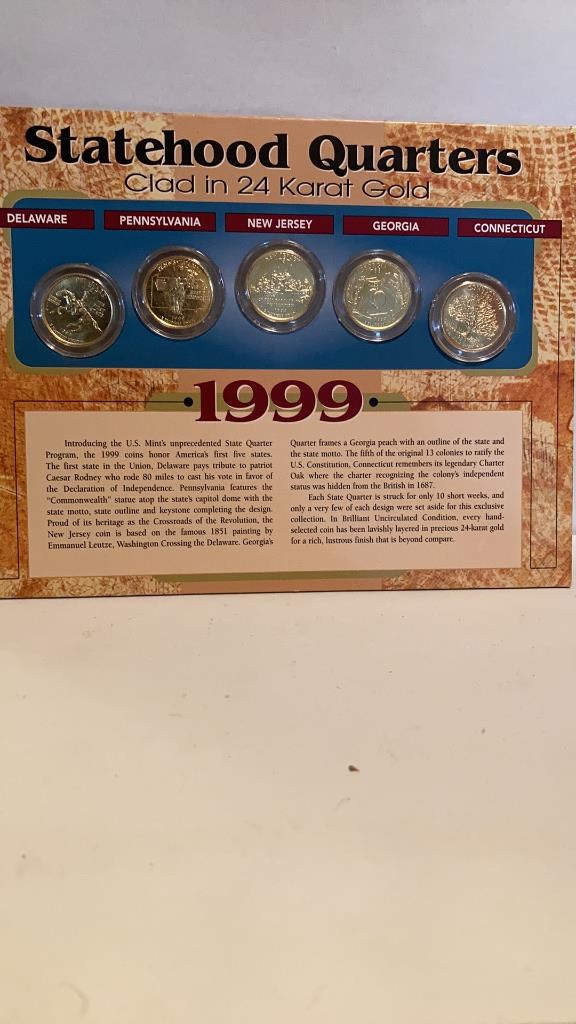 Statehood Quarters
Clad in 24 Karat Gold
DELAWARE
PENNSYLVANIA
NEW JERSEY
GEORGIA
CONNECTICUT
1999
Introducing the U.S. Mint's unprecedented State Quarter
Program, the 1999 coins honor America's first five states.
The first state in the Union, Delaware pays tribute to patriot
Caesar Rodney who rode 80 miles to cast his vote in favor of
the Declaration of Independence. Pennsylvania features the
"Commonwealth" statue atop the state's capitol dome with the
state motto, state outline and keystone completing the design.
Proud of its heritage as the Crossroads of the Revolution, the
New Jersey coin is based on the famous 1851 painting by
Emmanuel Leutze, Washington Crossing the Delaware. Georgia's
Quarter frames a Georgia peach with an outline of the state and
the state motto. The fifth of the original 13 colonies to ratify the
U.S. Constitution, Connecticut remembers its legendary Charter
Oak where the charter recognizing the colony's independent
status was hidden from the British in 1687.
Each State Quarter is struck for only 10 short weeks, and
only a very few of each design were set aside for this exclusive
collection. In Brilliant Uncirculated Condition, every hand-
selected coin has been lavishly layered in precious 24-karat gold
for a rich, lustrous finish that is beyond compare.